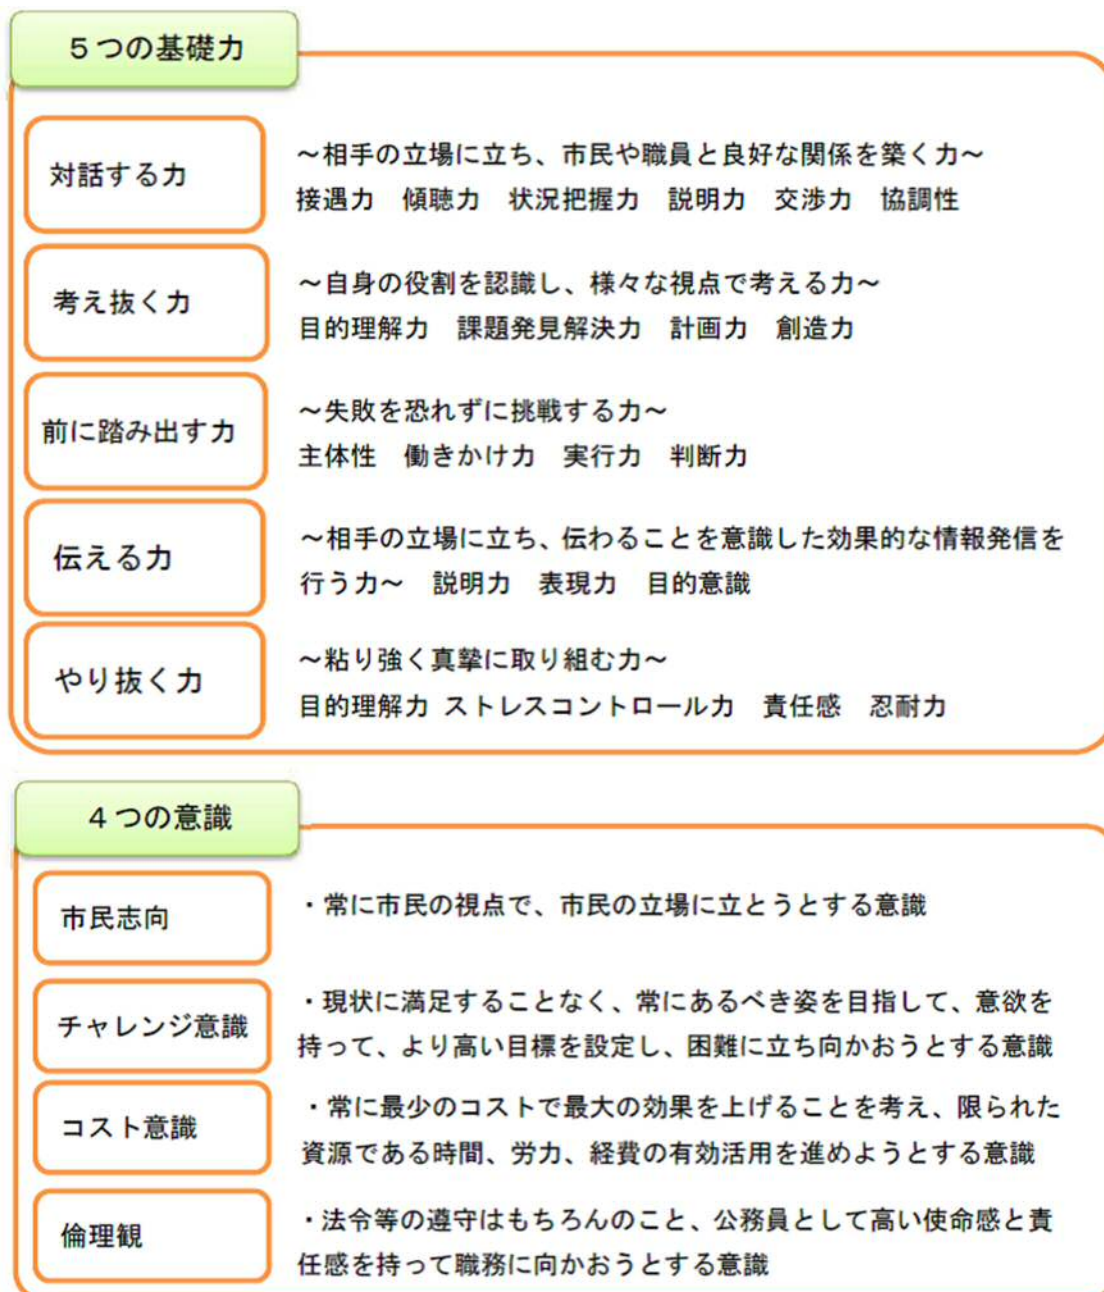 5つの基礎力
対話する力
～相手の立場に立ち、市民や職員と良好な関係を築く力～
接遇力　傾聴力　状況把握力　説明力　交渉力　協調性
考え抜く力
～自身の役割を認識し、様々な視点で考える力～
目的理解力　課題発見解決力　計画力　創造力
前に踏み出す力
～失敗を恐れずに挑戦する力～
主体性　働きかけ力　実行力　判断力
伝える力
～相手の立場に立ち、伝わることを意識した効果的な情報発信を
行う力～　説明力　表現力　目的意識
やり抜く力
～粘り強く真摯に取り組む力～
目的理解力 ストレスコントロール力　責任感　忍耐力
4つの意識
市民志向
・常に市民の視点で、市民の立場に立とうとする意識
チャレンジ意識
・現状に満足することなく、常にあるべき姿を目指して、意欲を
持って、より高い目標を設定し、困難に立ち向かおうとする意識
コスト意識
・常に最少のコストで最大の効果を上げることを考え、限られた
資源である時間、労力、経費の有効活用を進めようとする意識
倫理観
・法令等の遵守はもちろんのこと、公務員として高い使命感と責
任感を持って職務に向かおうとする意識